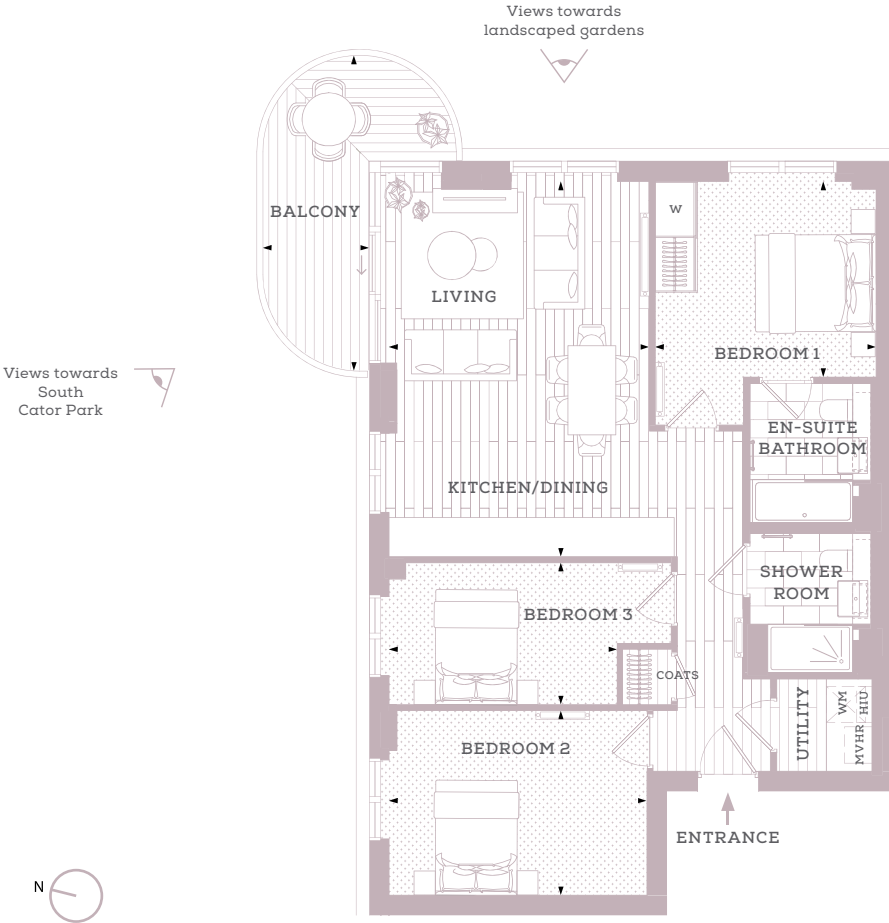 Views towards
landscaped gardens
BALCONY
W
LIVING
BEDROOM 1
Views towards
South
Cator Park
EN-SUITE
BATHROOM
KITCHEN/DINING
SHOWER
ROOM
BEDROOM 3
COATS
UTILITY
WM
HIU
MVHR
BEDROOM 2
ENTRANCE
N